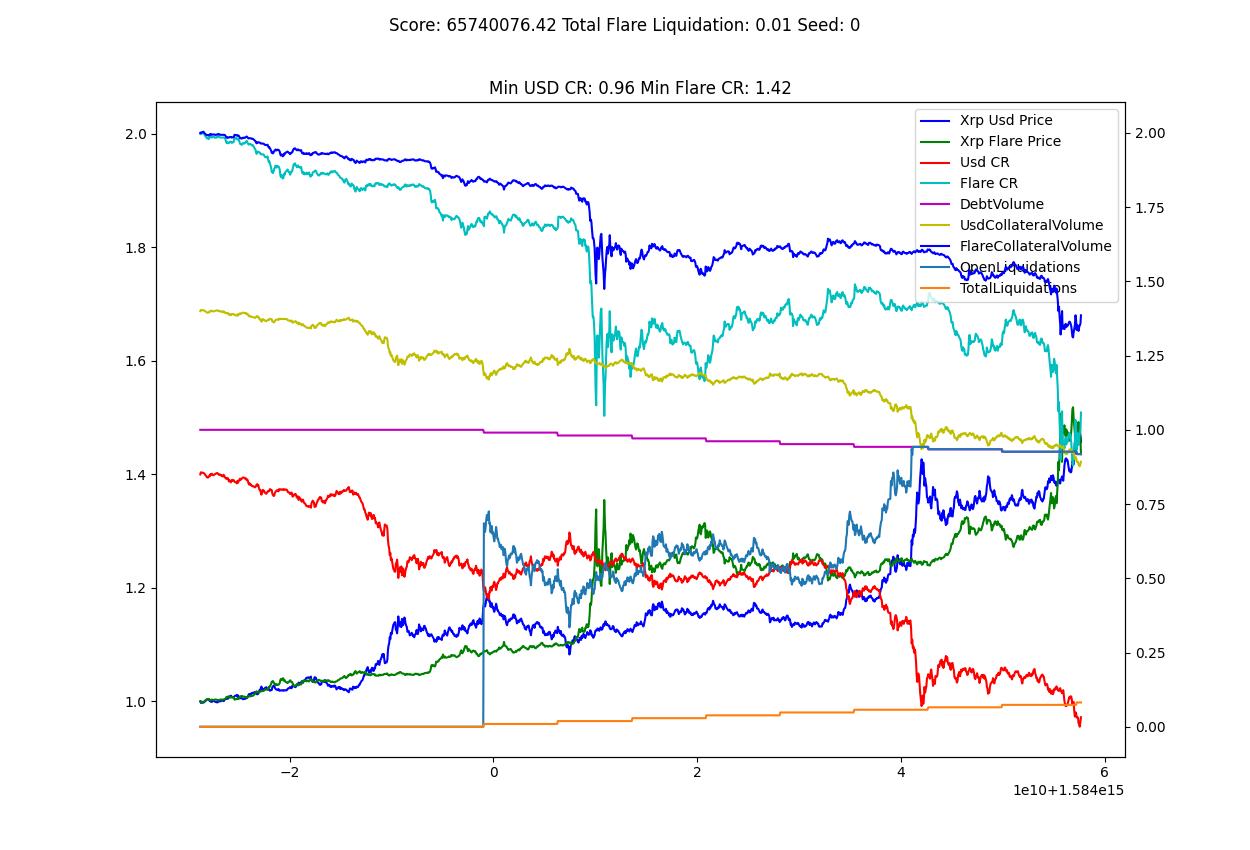 Score: 65740076.42 Total Flare Liquidation: 0.01 Seed: 0
Min USD CR: 0.96 Min Flare CR: 1.42
Xrp Usd Price
Xrp Flare Price
Usd CR
Flare CR
DebtVolume
UsdCollateralVolume
FlareCollateralVolume
OpenLiquidations
TotalLiquidations
2.0
1.8
1.6
1.4
1.2
1.0
2.00
1.75
1.50
1.25
1.00
0.75
0.50
0.25
0.00
−2 0 2 4 6
1e10+1.584e15